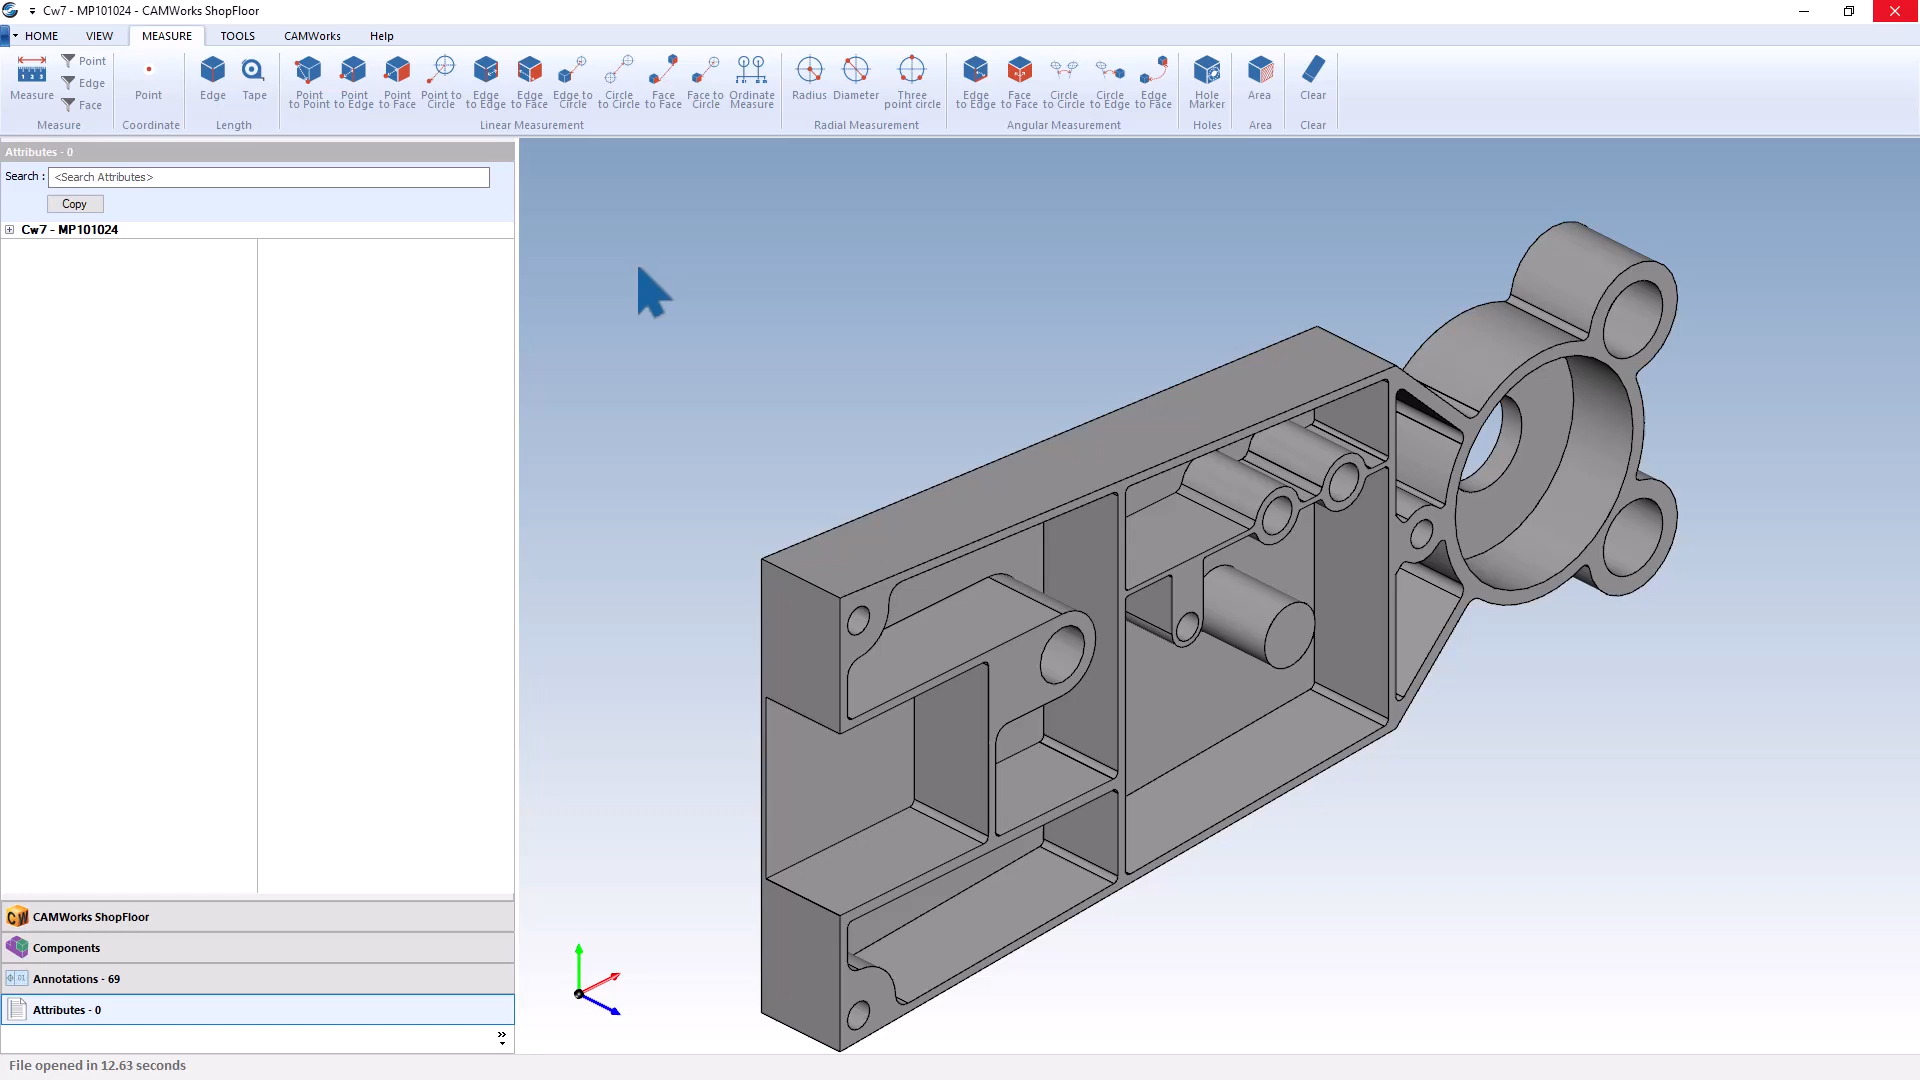 Cw7 - MP101024 - CAMWorks ShopFloor
HOME VIEW MEASURE TOOLS CAMWorks Help
Measure
Point
Edge
Face
Measure
Point
Coordinate
Edge
Tape
Length
Point to Point
Point to Edge
Point to Face
Point to Circle
Edge to Edge
Edge to Face
Edge to Circle
Circle to Circle
Face to Face
Face to Circle
Ordinate Measure
Linear Measurement
Radius
Diameter
Three point circle
Radial Measurement
Edge to Edge
Face to Face
Circle to Circle
Circle to Edge
Edge to Face
Angular Measurement
Hole Marker
Holes
Area
Area
Clear
Clear
Attributes - 0
Search : <Search Attributes>
Copy
Cw7 - MP101024
CAMWorks ShopFloor
Components
Annotations - 69
Attributes - 0
File opened in 12.63 seconds